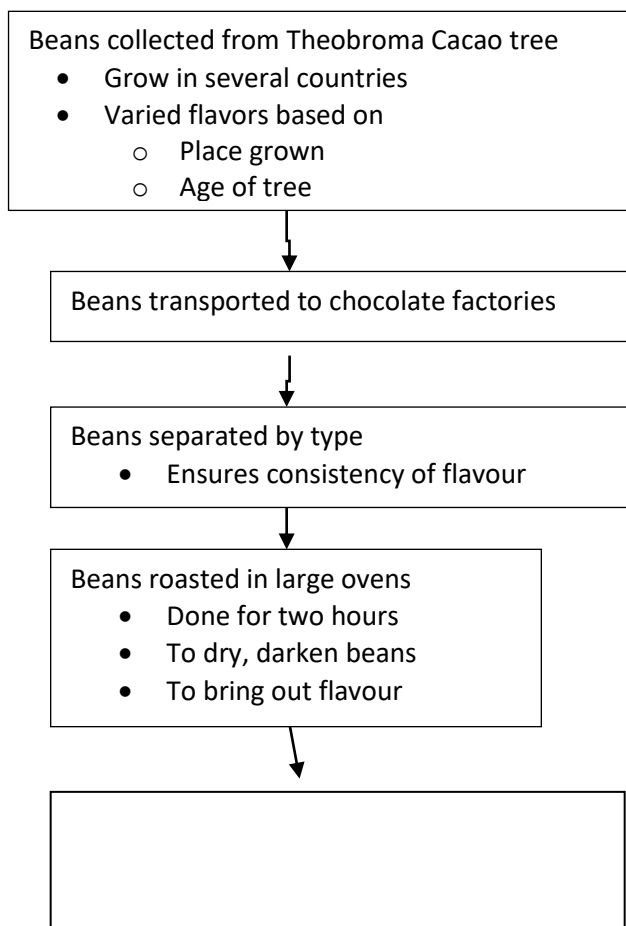 Beans collected from Theobroma Cacao tree
• Grow in several countries
• Varied flavors based on
o Place grown
o Age of tree
Beans transported to chocolate factories
Beans separated by type
• Ensures consistency of flavour
Beans roasted in large ovens
• Done for two hours
• To dry, darken beans
• To bring out flavour